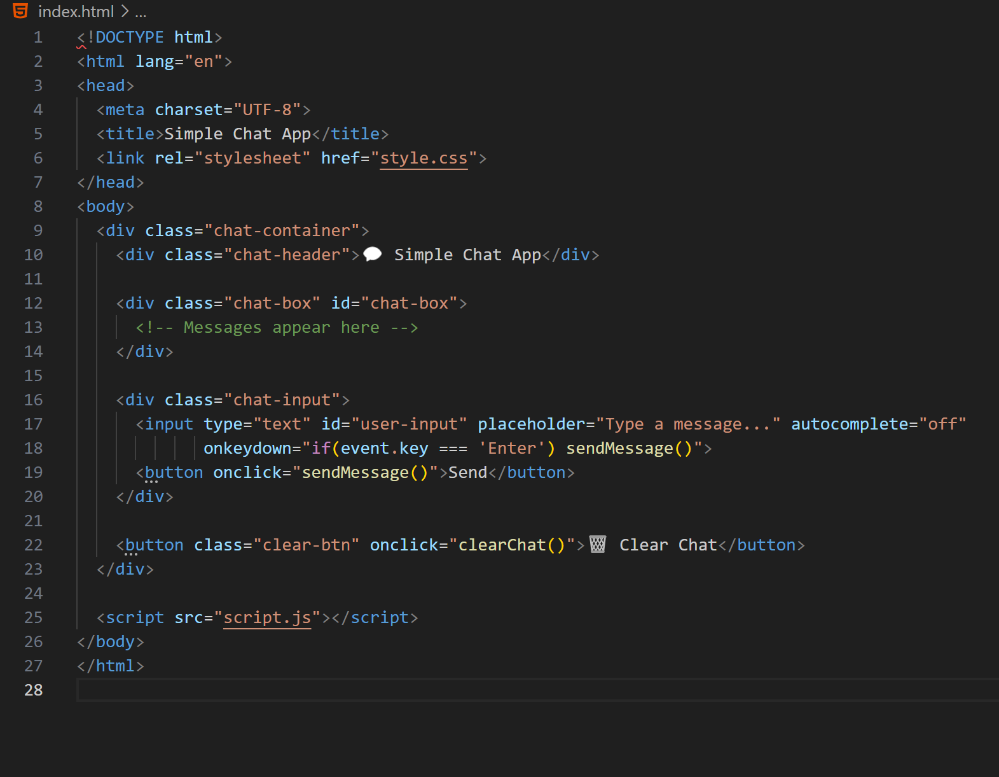 index.html > ...
1 <!DOCTYPE html>
2 <html lang="en">
3 <head>
4   <meta charset="UTF-8">
5   <title>Simple Chat App</title>
6   <link rel="stylesheet" href="style.css">
7 </head>
8 <body>
9   <div class="chat-container">
10     <div class="chat-header">💬 Simple Chat App</div>
11
12     <div class="chat-box" id="chat-box">
13       <!-- Messages appear here -->
14     </div>
15
16     <div class="chat-input">
17       <input type="text" id="user-input" placeholder="Type a message..." autocomplete="off"
18              onkeydown="if(event.key === 'Enter') sendMessage()">
19       <button onclick="sendMessage()">Send</button>
20     </div>
21
22     <button class="clear-btn" onclick="clearChat()">🗑️ Clear Chat</button>
23   </div>
24
25   <script src="script.js"></script>
26 </body>
27 </html>
28